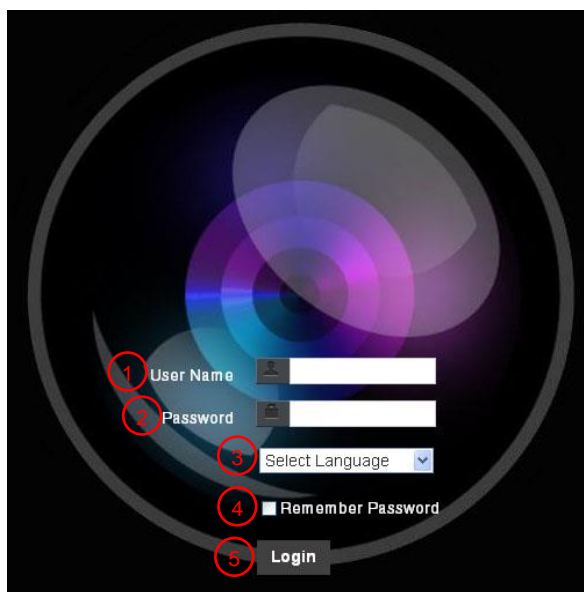 1 User Name
2 Password
3 Select Language
4 Remember Password
5 Login